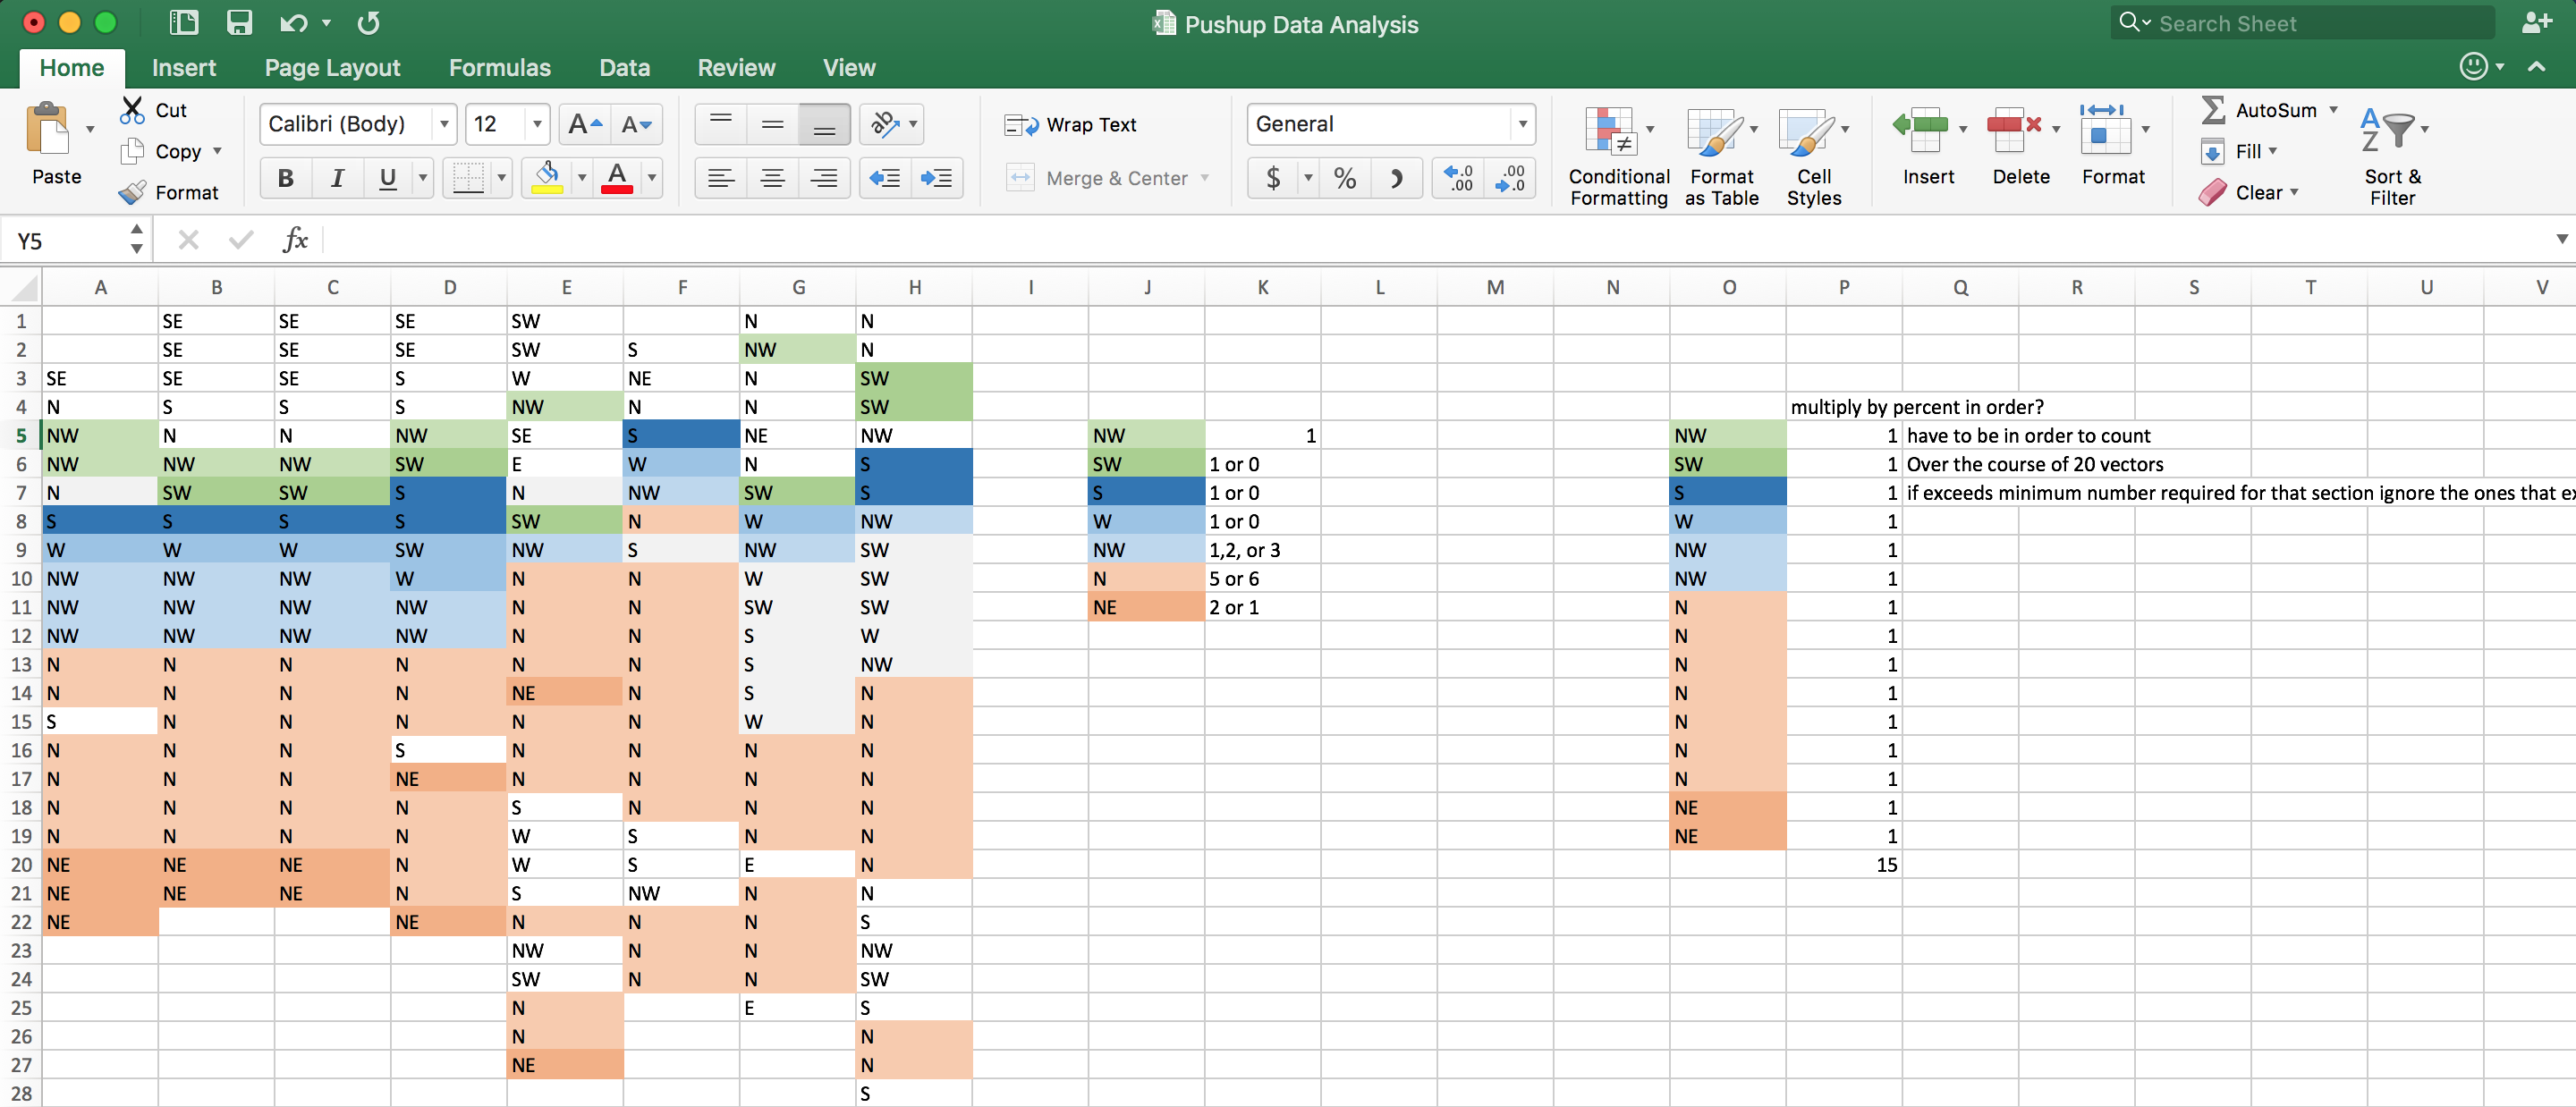 Pushup Data Analysis
Search Sheet
Home Insert Page Layout Formulas Data Review View
Paste Cut Copy Format
Calibri (Body) 12 A A
B I U A
ab
Wrap Text
Merge & Center
General
$ % .0 .00 .00 .0
Conditional Formatting
Format as Table
Cell Styles
Insert Delete Format
AutoSum
Fill
Clear
A Z
Sort & Filter
Y5 fx
A B C D E F G H I J K L M N O P Q R S T U V
1 SE SE SE SW N N
2 SE SE SE SW S NW N
3 SE SE SE S W NE N SW
4 N S S S NW N N SW multiply by percent in order?
5 NW N N NW SE S NE NW NW 1 NW 1 have to be in order to count
6 NW NW NW SW E W N S SW 1 or 0 SW 1 Over the course of 20 vectors
7 N SW SW S N NW SW S S 1 or 0 S 1 if exceeds minimum number required for that section ignore the ones that
8 S S S S SW N W NW W 1 or 0 W 1
9 W W W SW NW S NW SW NW 1,2, or 3 NW 1
10 NW NW NW W N N W SW N 5 or 6 NW 1
11 NW NW NW NW N N SW SW NE 2 or 1 N 1
12 NW NW NW NW N N S W N 1
13 N N N N N N S NW N 1
14 N N N N NE N S N N 1
15 S N N N N N W N N 1
16 N N N S N N N N N 1
17 N N N NE N N N N N 1
18 N N N N S N N N NE 1
19 N N N N W S N N NE 1
20 NE NE NE N W S E N 15
21 NE NE NE N S NW N N
22 NE NE N N N S
23 NW N N NW
24 SW N N SW
25 N E S
26 N N
27 NE N
28 S